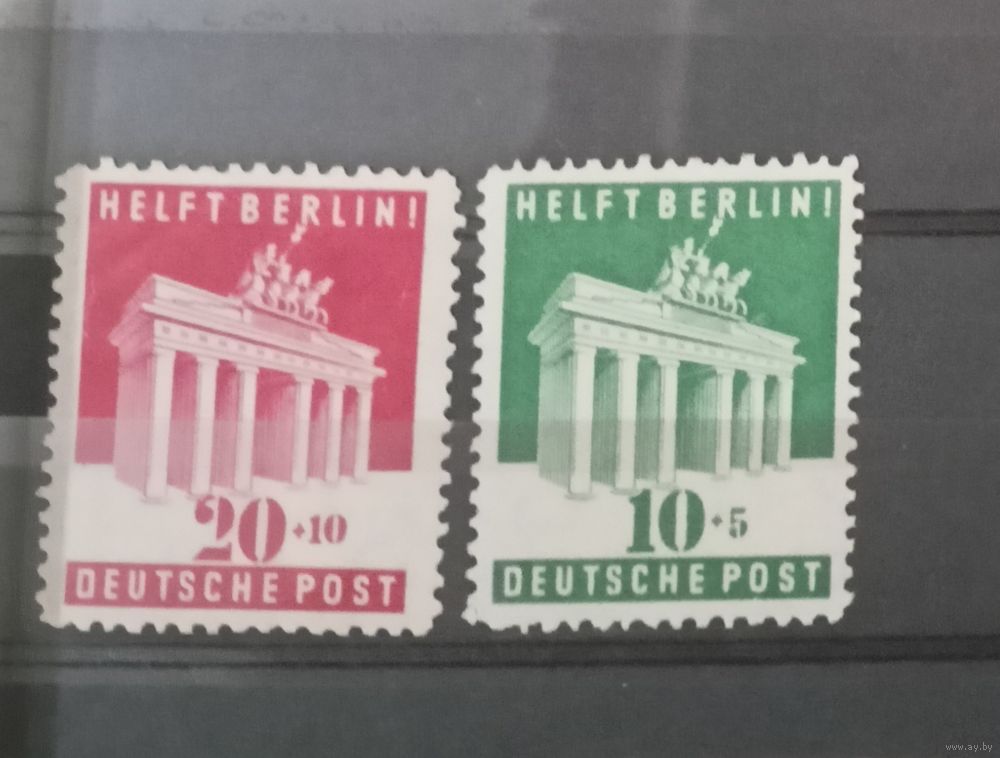 HELFT BERLIN!
20+10
DEUTSCHE POST
HELFT BERLIN!
10+5
DEUTSCHE POST
www.ay.by